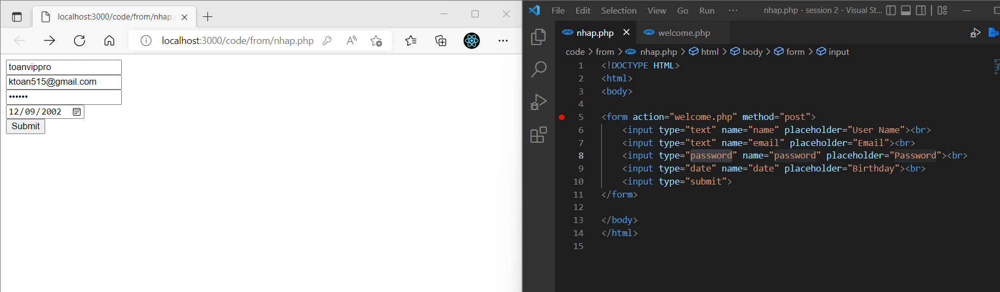 localhost:3000/code/from/nhap.
localhost:3000/code/from/nhap.php
toanvippro
ktoan515@gmail.com
••••••
12/09/2002
Submit
File Edit Selection View Go Run ··· nhap.php - session 2 - Visual St...
php nhap.php php welcome.php
code > from > php nhap.php > html > body > form > input
1 <!DOCTYPE HTML>
2 <html>
3 <body>
4
5 <form action="welcome.php" method="post">
6 <input type="text" name="name" placeholder="User Name"><br>
7 <input type="text" name="email" placeholder="Email"><br>
8 <input type="password" name="password" placeholder="Password"><br>
9 <input type="date" name="date" placeholder="Birthday"><br>
10 <input type="submit">
11 </form>
12
13 </body>
14 </html>
15